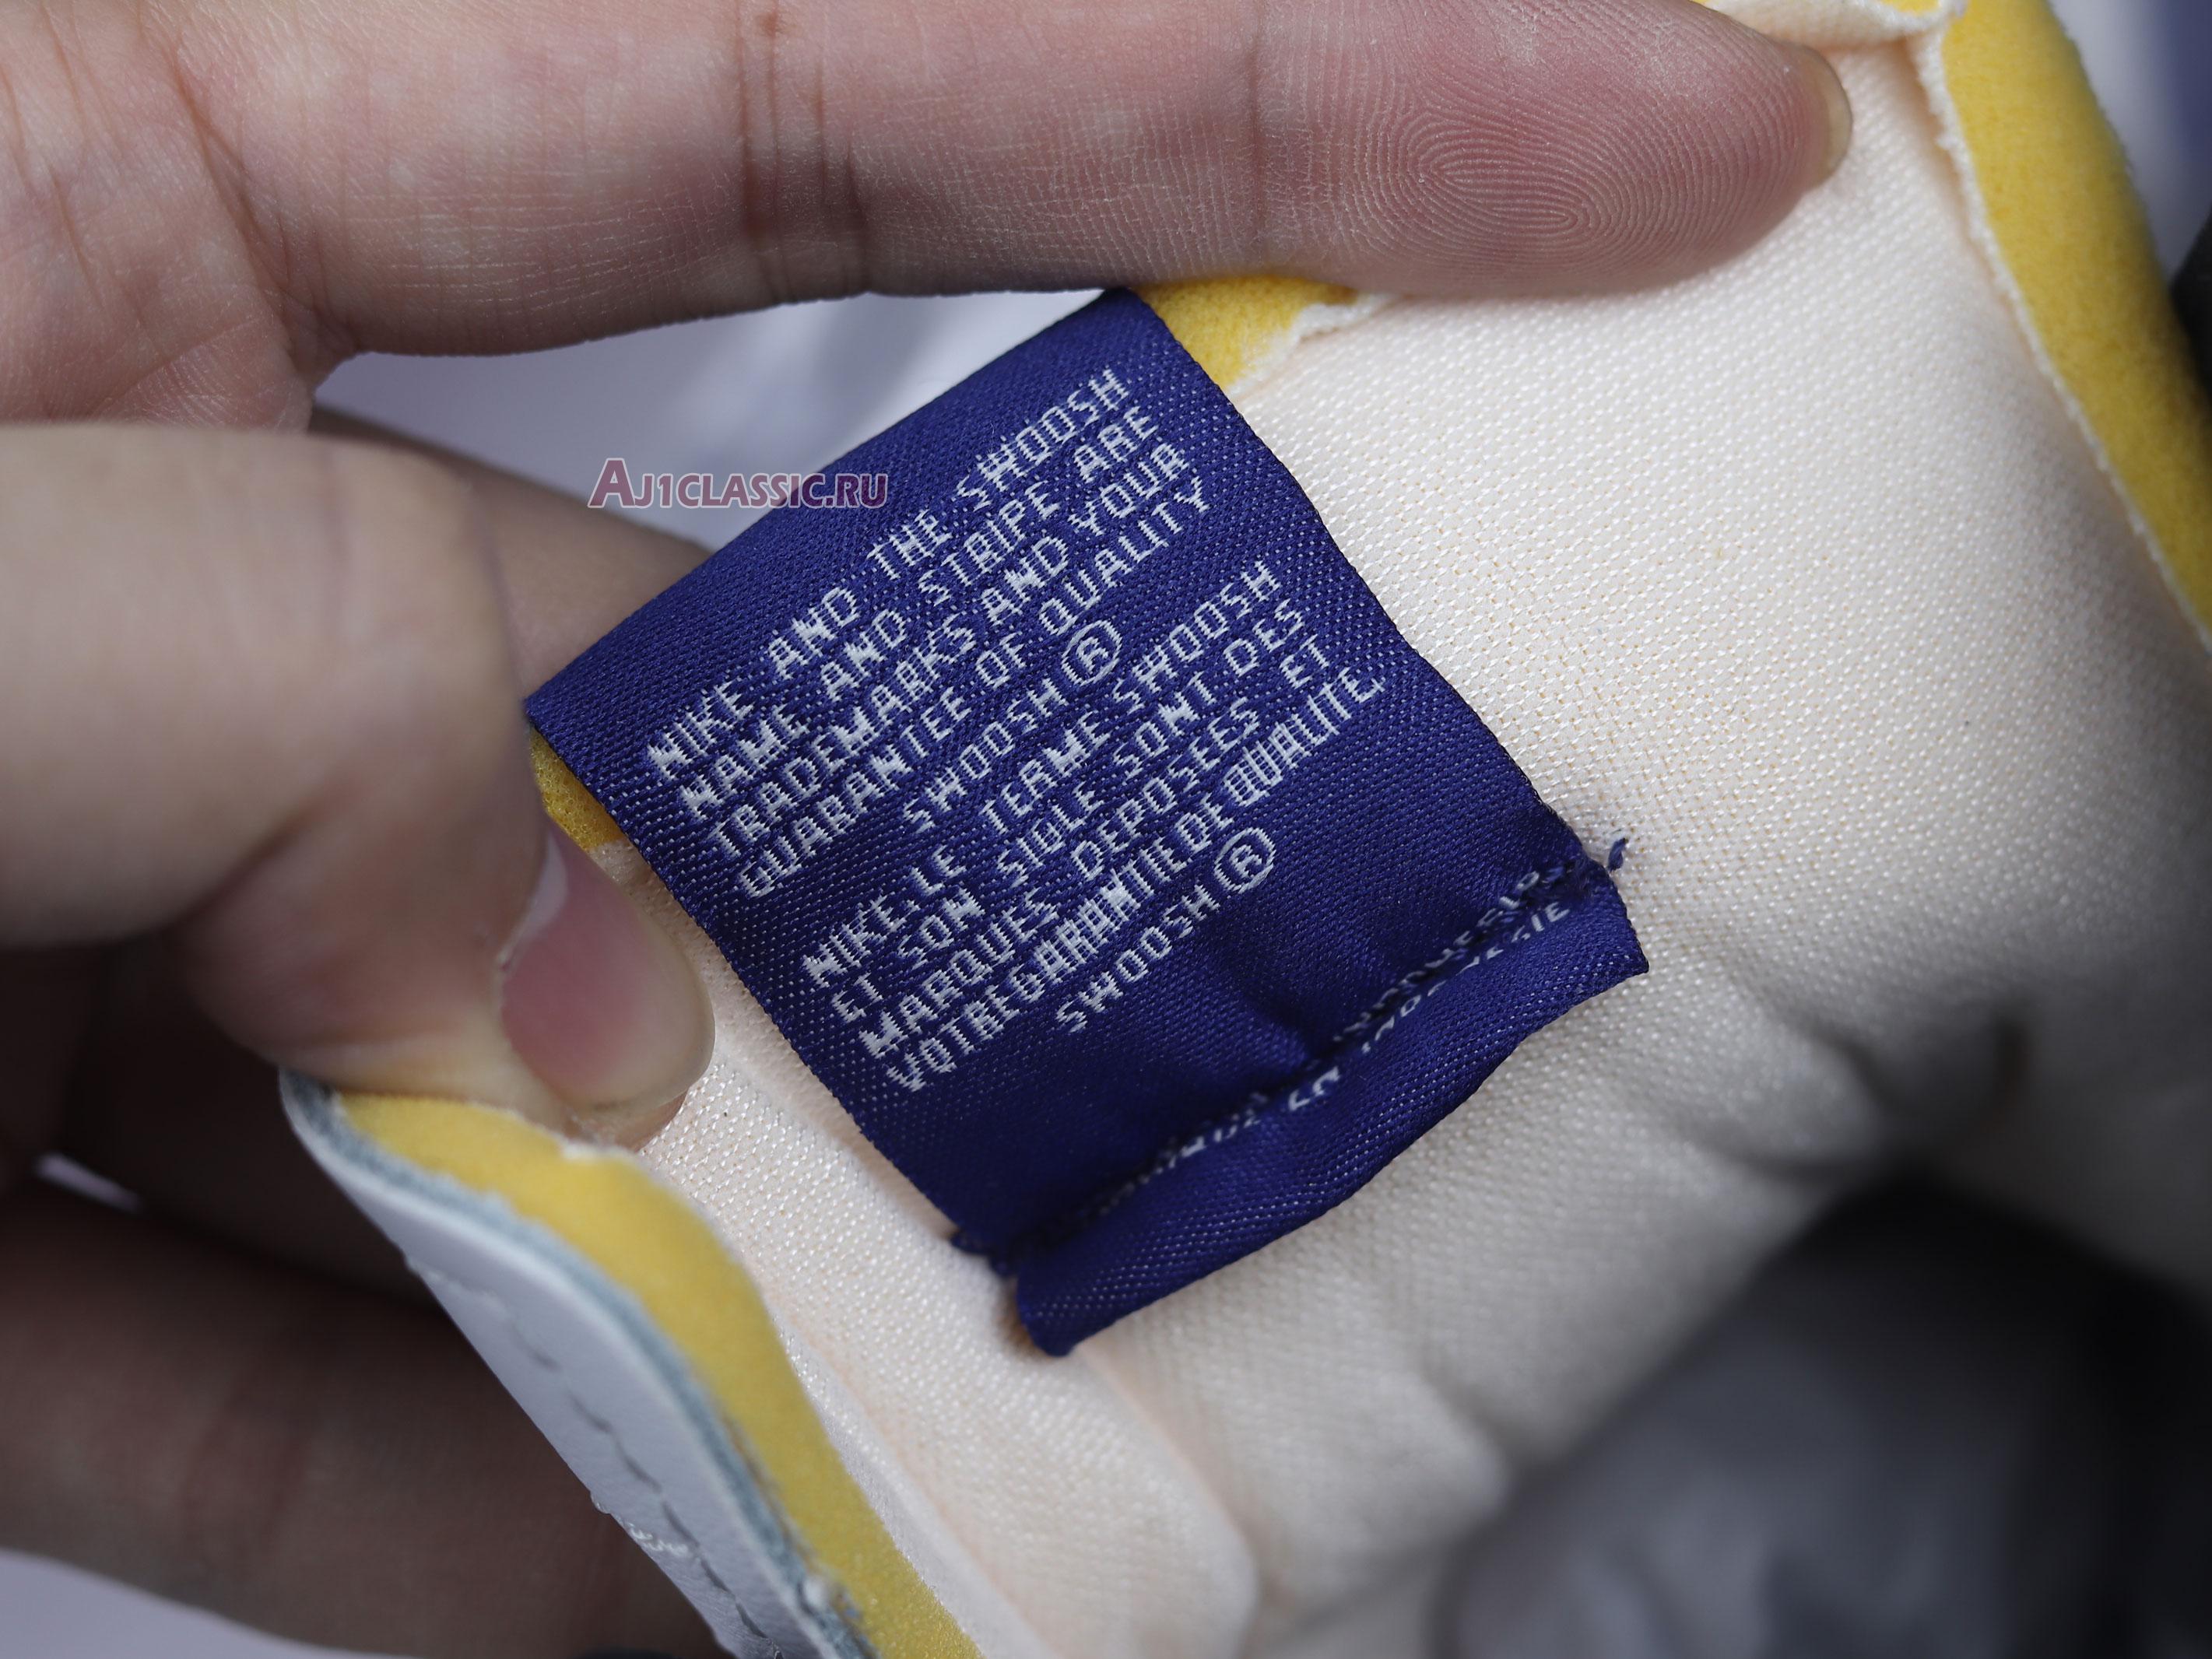 AJ1CLASSIC.RU
NIKE AND THE SWOOSH
NAME AND STRIPE ARE
TRADEMARKS AND YOUR
GUARANTEE OF QUALITY
SWOOSH ®
NIKE, LE TERME SWOOSH
ET SON SIGLE SONT DES
MARQUES DEPOSEES ET
VOTRE GARANTIE DE QUALITE.
SWOOSH ®